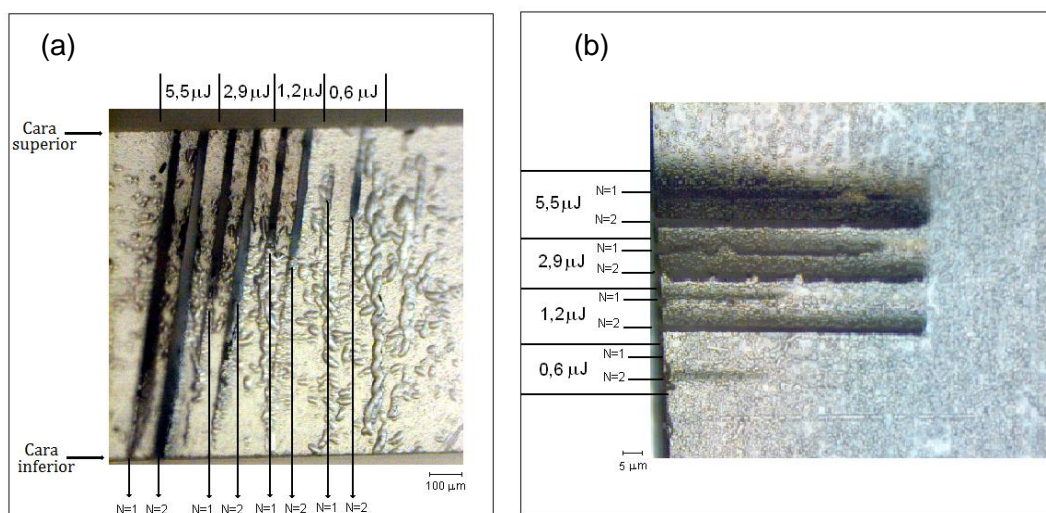 (a)
5,5 µJ 2,9 µJ 1,2 µJ 0,6 µJ
Cara
superior
Cara
inferior
100 µm
N=1 N=2 N=1 N=2 N=1 N=2 N=1 N=2
(b)
5,5 µJ
N=1
N=2
2,9 µJ
N=1
N=2
1,2 µJ
N=1
N=2
0,6 µJ
N=1
N=2
5 µm